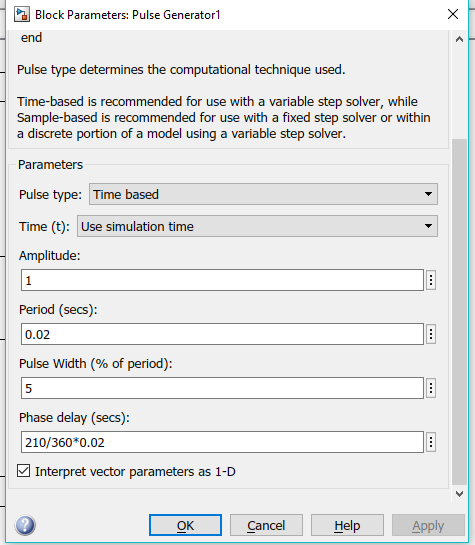 Block Parameters: Pulse Generator1
end
Pulse type determines the computational technique used.
Time-based is recommended for use with a variable step solver, while
Sample-based is recommended for use with a fixed step solver or within
a discrete portion of a model using a variable step solver.
Parameters
Pulse type: Time based
Time (t): Use simulation time
Amplitude:
1
Period (secs):
0.02
Pulse Width (% of period):
5
Phase delay (secs):
210/360*0.02
Interpret vector parameters as 1-D
? OK Cancel Help Apply